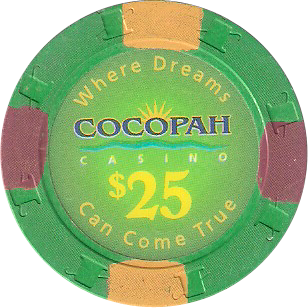 Where Dreams
COCOPAH
CASINO
$25
Can Come True